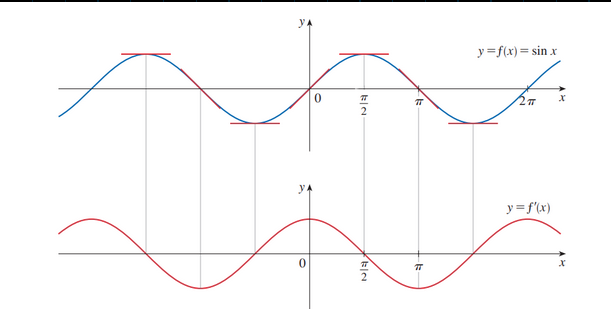 y
y = f(x) = sin x
0
π/2
π
2π
x
y
y = f′(x)
0
π/2
π
x